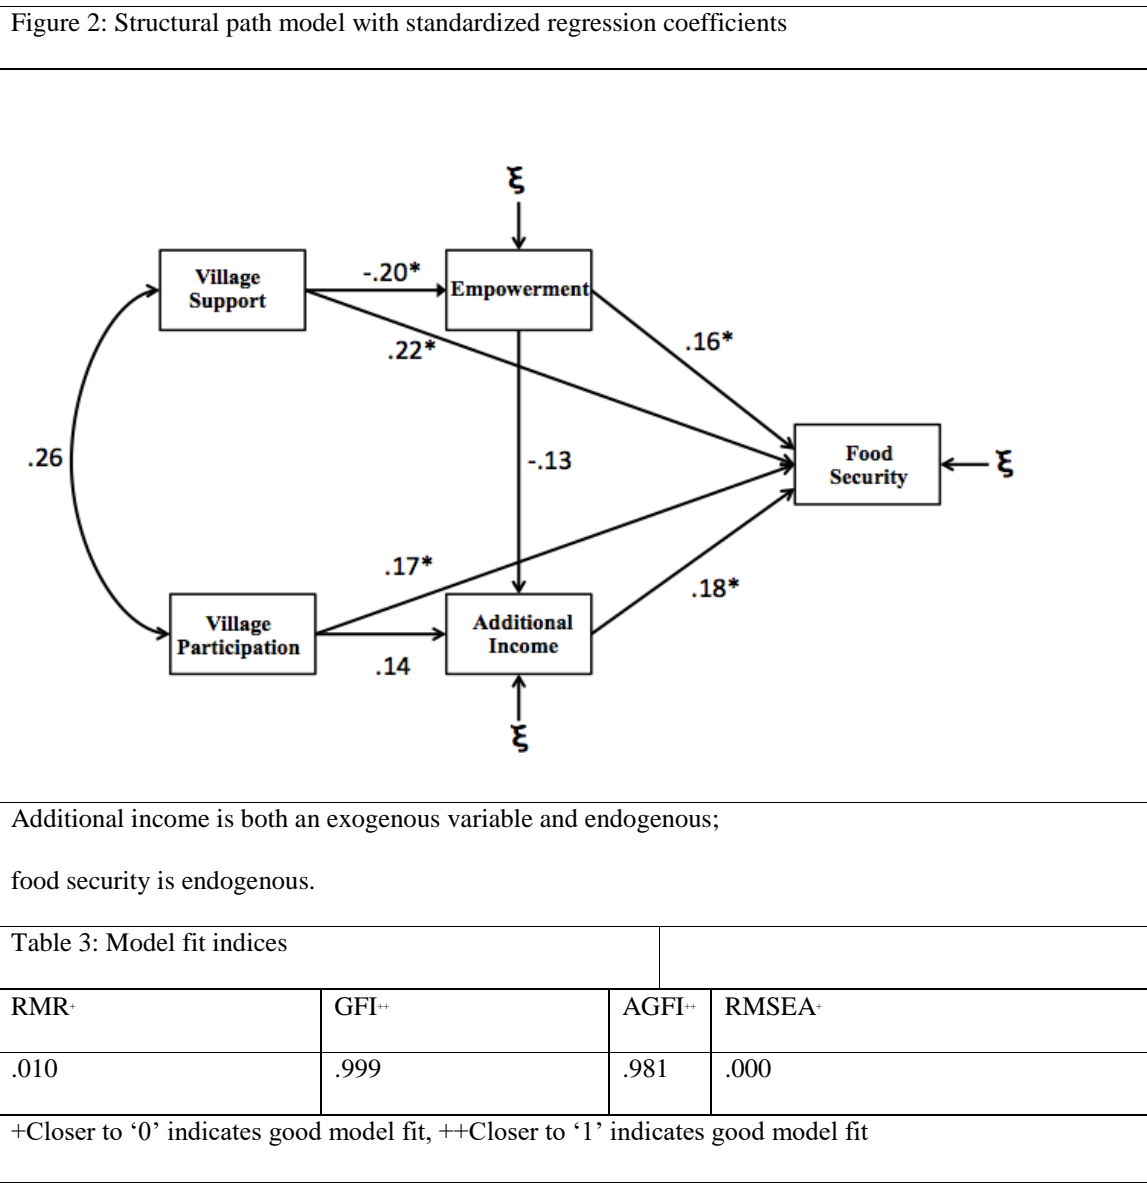 Figure 2: Structural path model with standardized regression coefficients
ξ
Village
Support
-.20*
Empowerment
.22*
.16*
.26
-.13
Food
Security
ξ
.17*
.18*
Village
Participation
.14
Additional
Income
ξ
Additional income is both an exogenous variable and endogenous;
food security is endogenous.
Table 3: Model fit indices
RMR+ GFI++ AGFI++ RMSEA+
.010 .999 .981 .000
+Closer to ‘0’ indicates good model fit, ++Closer to ‘1’ indicates good model fit